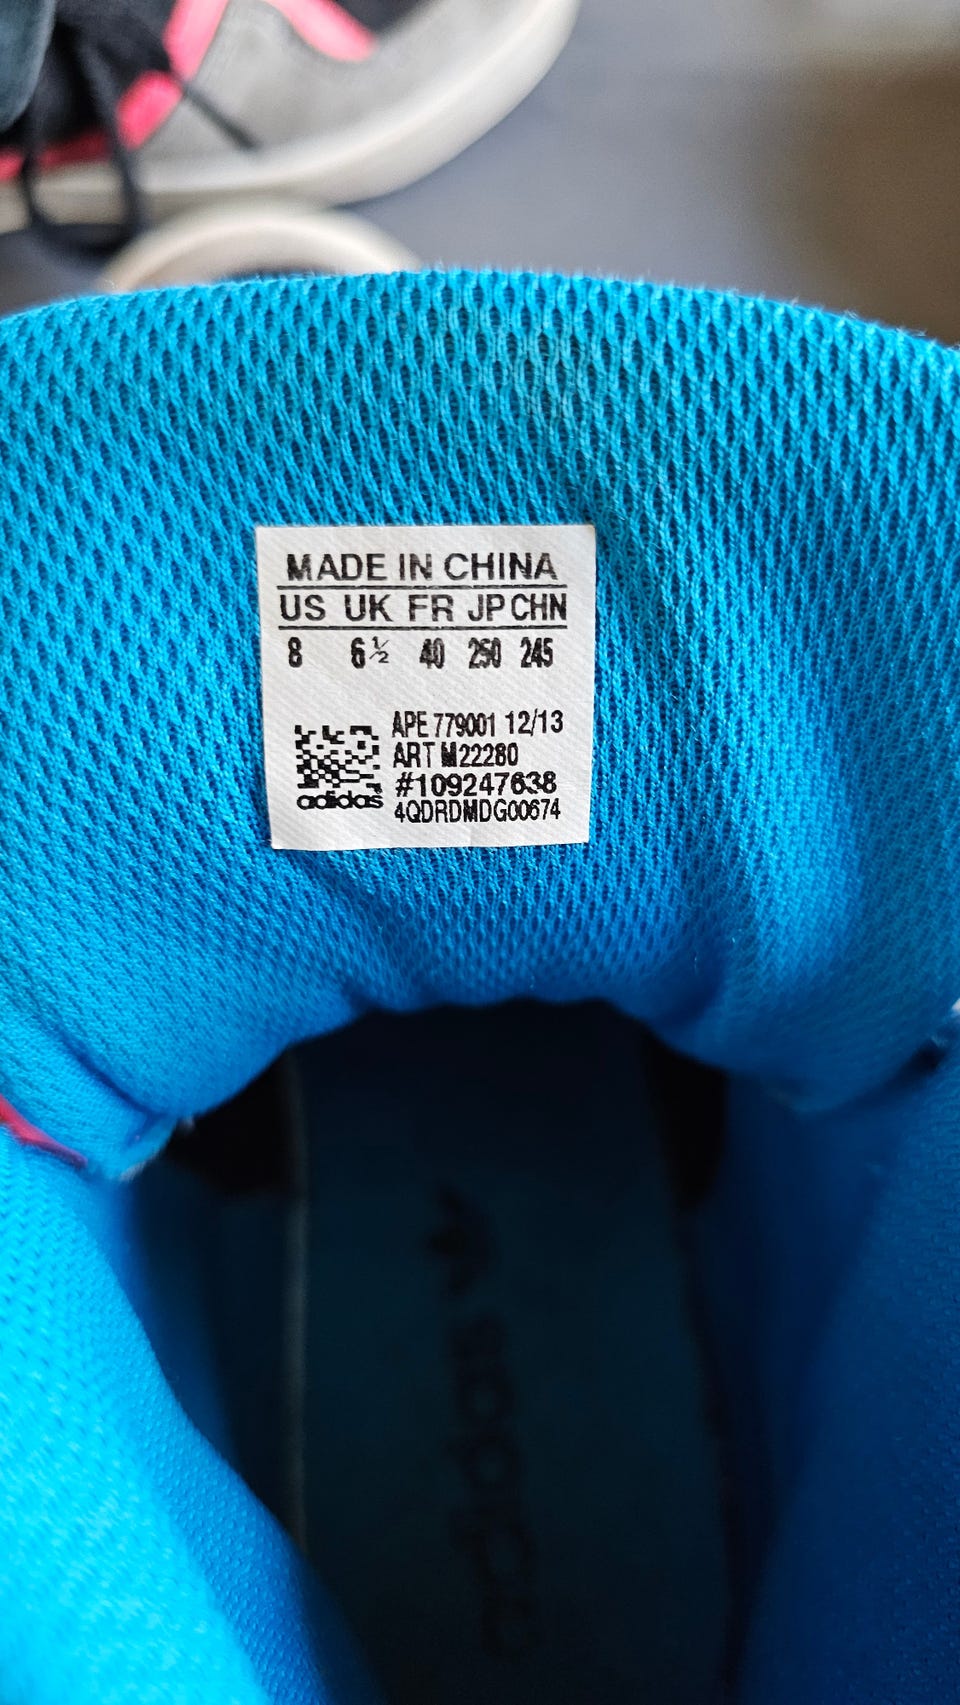 MADE IN CHINA
US UK FR JP CHN
8 6½ 40 250 245
APE 779001 12/13
ART M22280
#109247638
adidas
4QDRDMDG00674
adidas